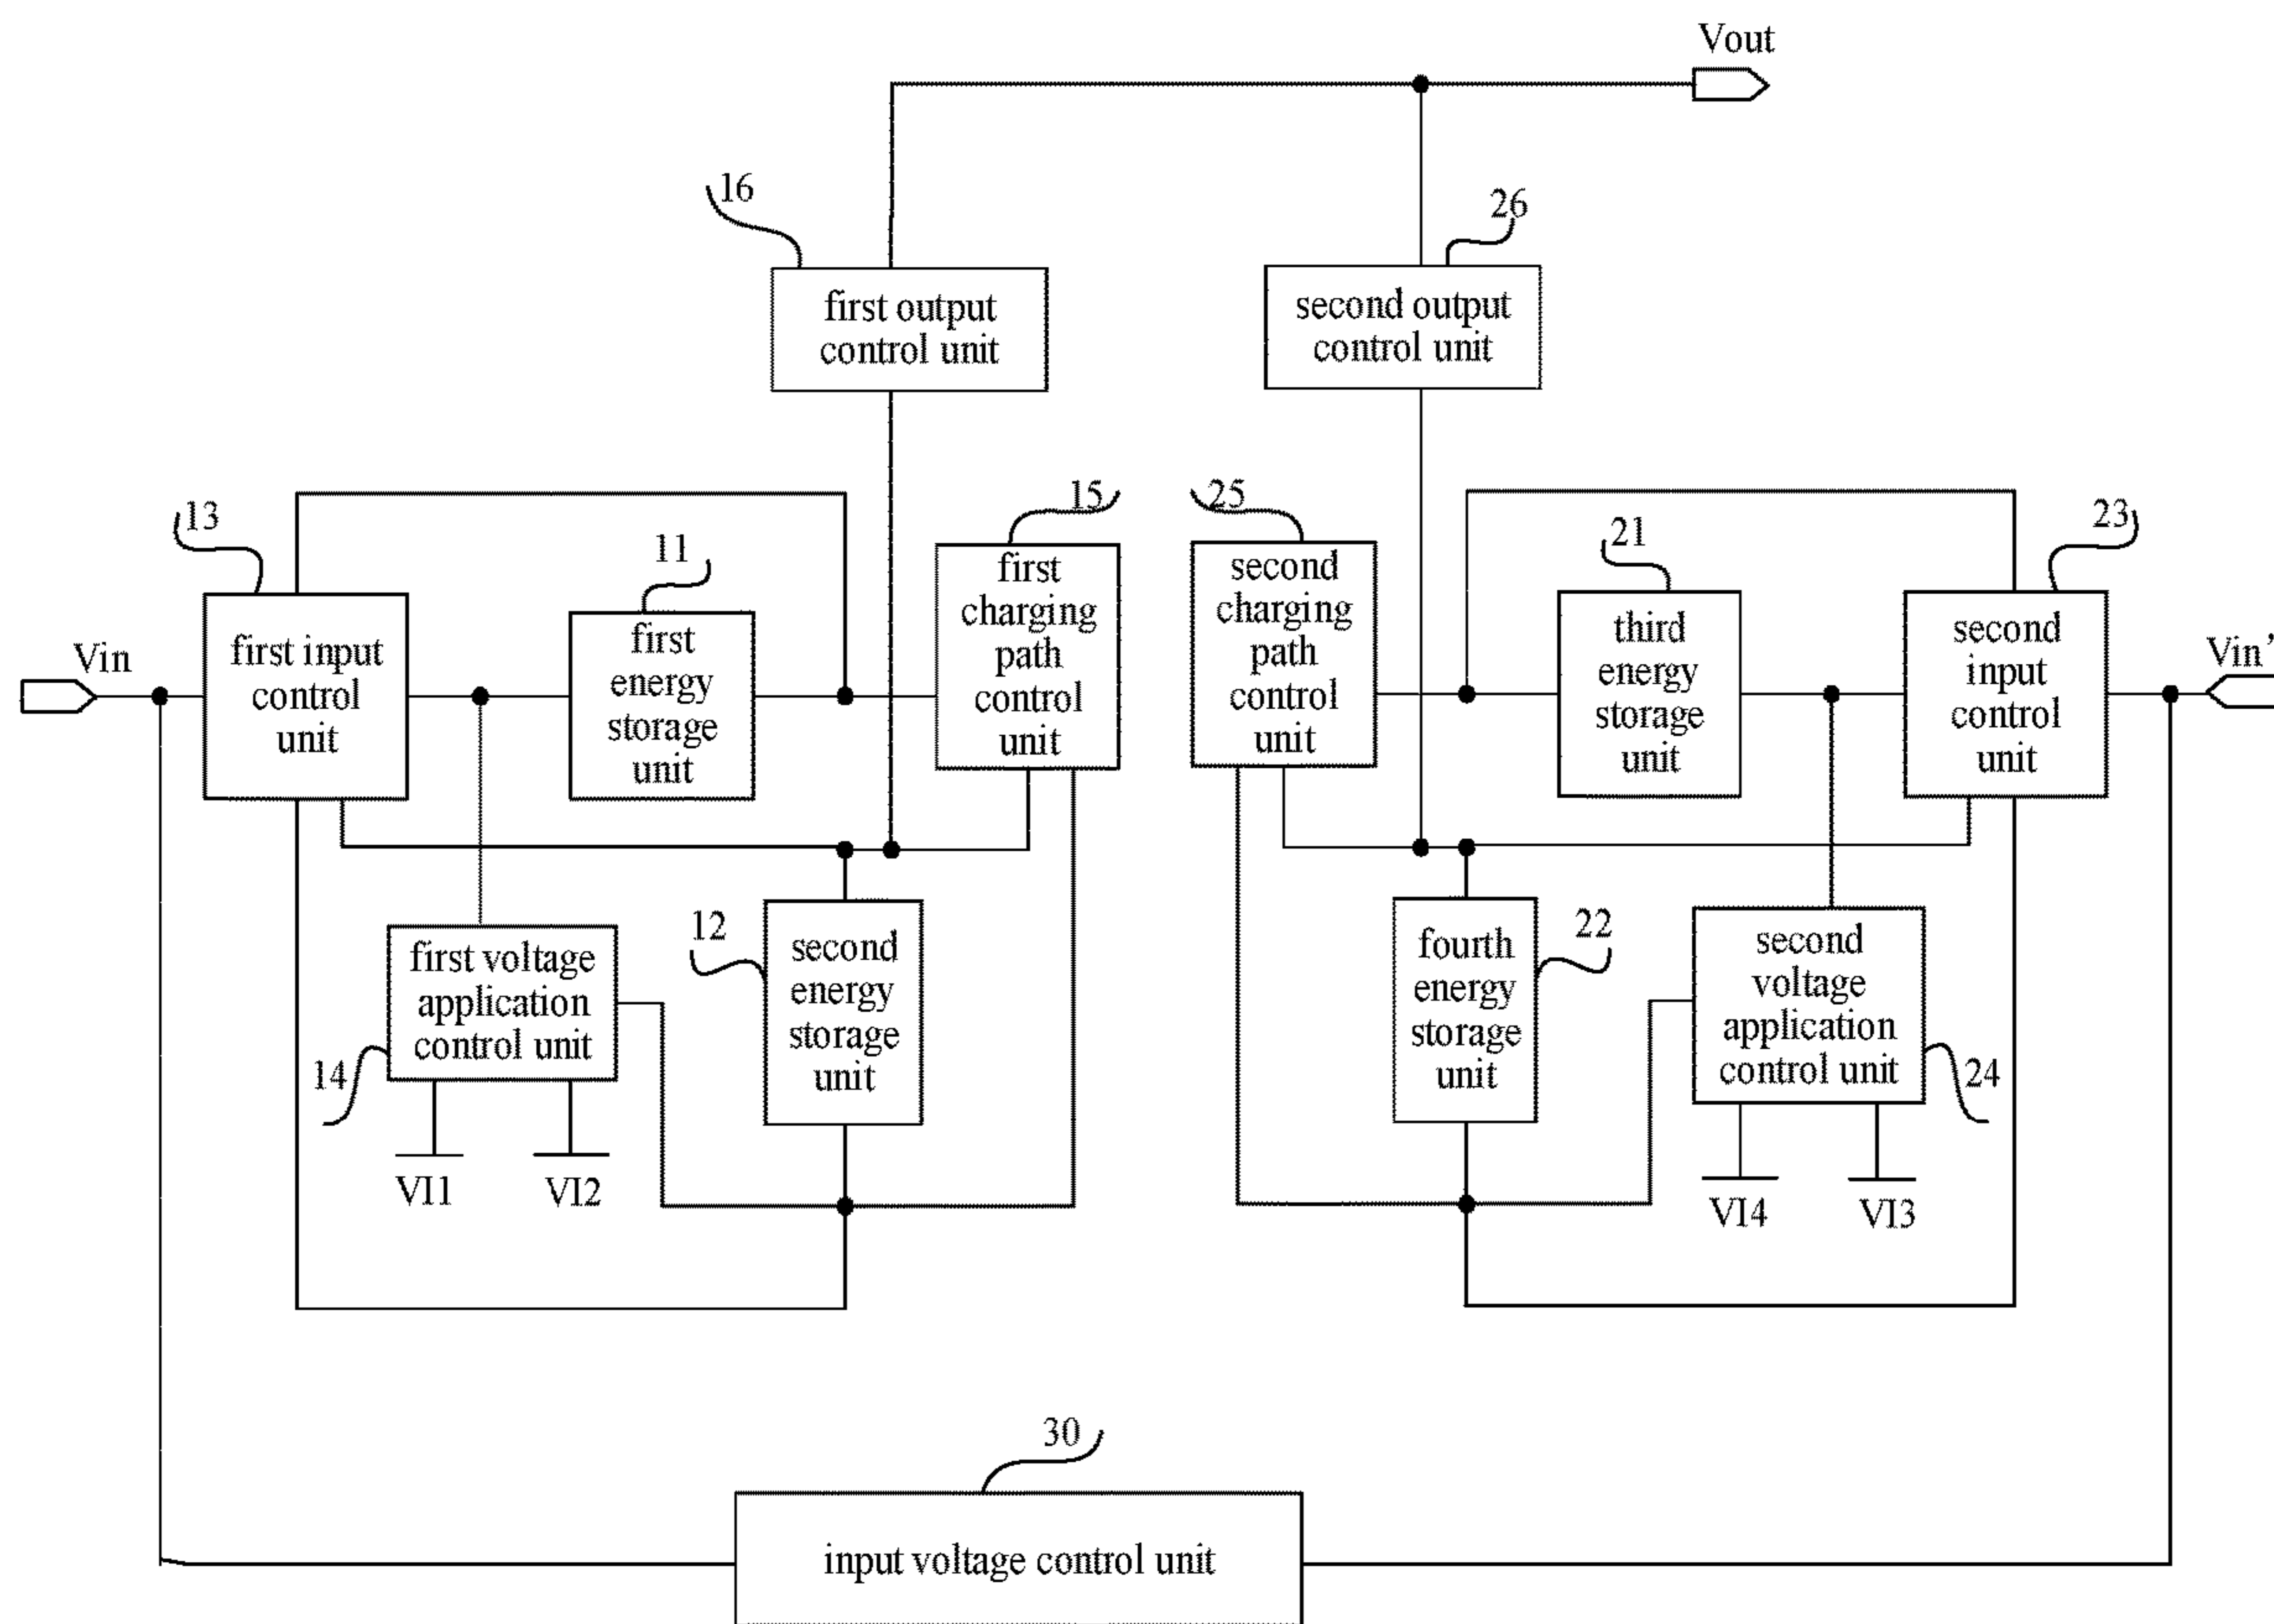 Vout
16
first output
control unit
26
second output
control unit
13
first input
control
unit
11
first
energy
storage
unit
15
first
charging
path
control
unit
25
second
charging
path
control
unit
21
third
energy
storage
unit
23
second
input
control
unit
Vin
Vin’
14
first voltage
application
control unit
VI1
VI2
12
second
energy
storage
unit
22
fourth
energy
storage
unit
24
second
voltage
application
control unit
VI4
VI3
30
input voltage control unit